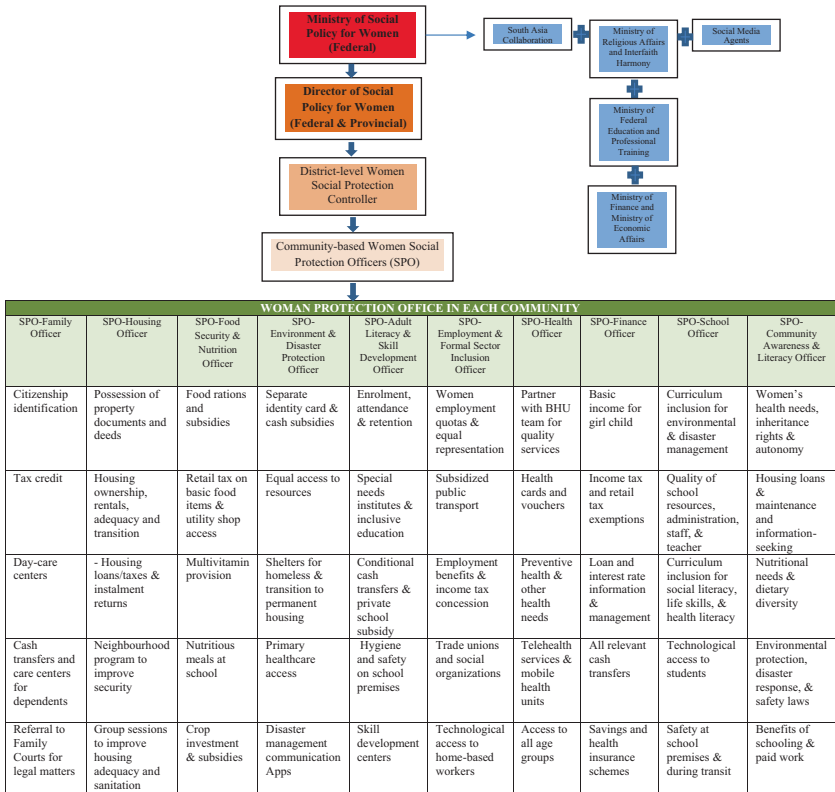 Ministry of Social
Policy for Women
(Federal)
South Asia
Collaboration
Ministry of
Religious Affairs
and Interfaith
Harmony
Social Media
Agents
Director of Social
Policy for Women
(Federal & Provincial)
Ministry of
Federal
Education and
Professional
Training
District-level Women
Social Protection
Controller
Ministry of
Finance and
Ministry of
Economic
Affairs
Community-based Women Social
Protection Officers (SPO)
WOMAN PROTECTION OFFICE IN EACH COMMUNITY
SPO-Family
Officer
SPO-Housing
Officer
SPO-Food
Security &
Nutrition
Officer
SPO-
Environment &
Disaster
Protection
Officer
SPO-Adult
Literacy &
Skill
Development
Officer
SPO-
Employment &
Formal Sector
Inclusion
Officer
SPO-Health
Officer
SPO-Finance
Officer
SPO-School
Officer
SPO-
Community
Awareness &
Literacy Officer
Citizenship
identification
Possession of
property
documents and
deeds
Food rations
and
subsidies
Separate
identity card &
cash subsidies
Enrolment,
attendance
& retention
Women
employment
quotas &
equal
representation
Partner
with BHU
team for
quality
services
Basic
income for
girl child
Curriculum
inclusion for
environmental
& disaster
management
Women's
health needs,
inheritance
rights &
autonomy
Tax credit
Housing
ownership,
rentals,
adequacy and
transition
Retail tax on
basic food
items &
utility shop
access
Equal access to
resources
Special
needs
institutes &
inclusive
education
Subsidized
public
transport
Health
cards and
vouchers
Income tax
and retail
tax
exemptions
Quality of
school
resources,
administration,
staff, &
teacher
Housing loans
&
maintenance
and
information-
seeking
Day-care
centers
- Housing
loans/taxes &
instalment
returns
Multivitamin
provision
Shelters for
homeless &
transition to
permanent
housing
Conditional
cash
transfers &
private
school
subsidy
Employment
benefits &
income tax
concession
Preventive
health &
other
health
needs
Loan and
interest rate
information
&
management
Curriculum
inclusion for
social literacy,
life skills, &
health literacy
Nutritional
needs &
dietary
diversity
Cash
transfers and
care centers
for
dependents
Neighbourhood
program to
improve
security
Nutritious
meals at
school
Primary
healthcare
access
Hygiene
and safety
on school
premises
Trade unions
and social
organizations
Telehealth
services &
mobile
health
units
All relevant
cash
transfers
Technological
access to
students
Environmental
protection,
disaster
response,
& safety laws
Referral to
Family
Courts for
legal matters
Group sessions
to improve
housing
adequacy and
sanitation
Crop
investment
& subsidies
Disaster
management
communication
Apps
Skill
development
centers
Technological
access to
home-based
workers
Access to
all age
groups
Savings and
health
insurance
schemes
Safety at
school
premises &
during transit
Benefits of
schooling &
paid work